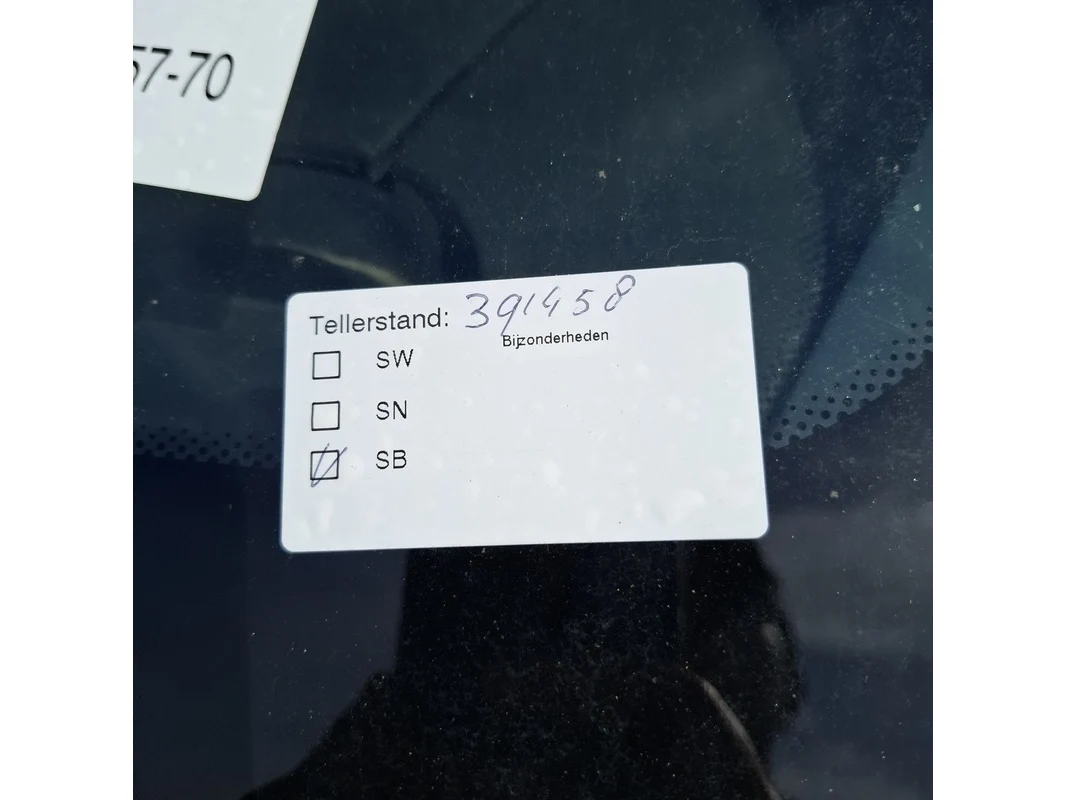 57-70
Tellerstand: 391458
Bijzonderheden
SW
SN
SB